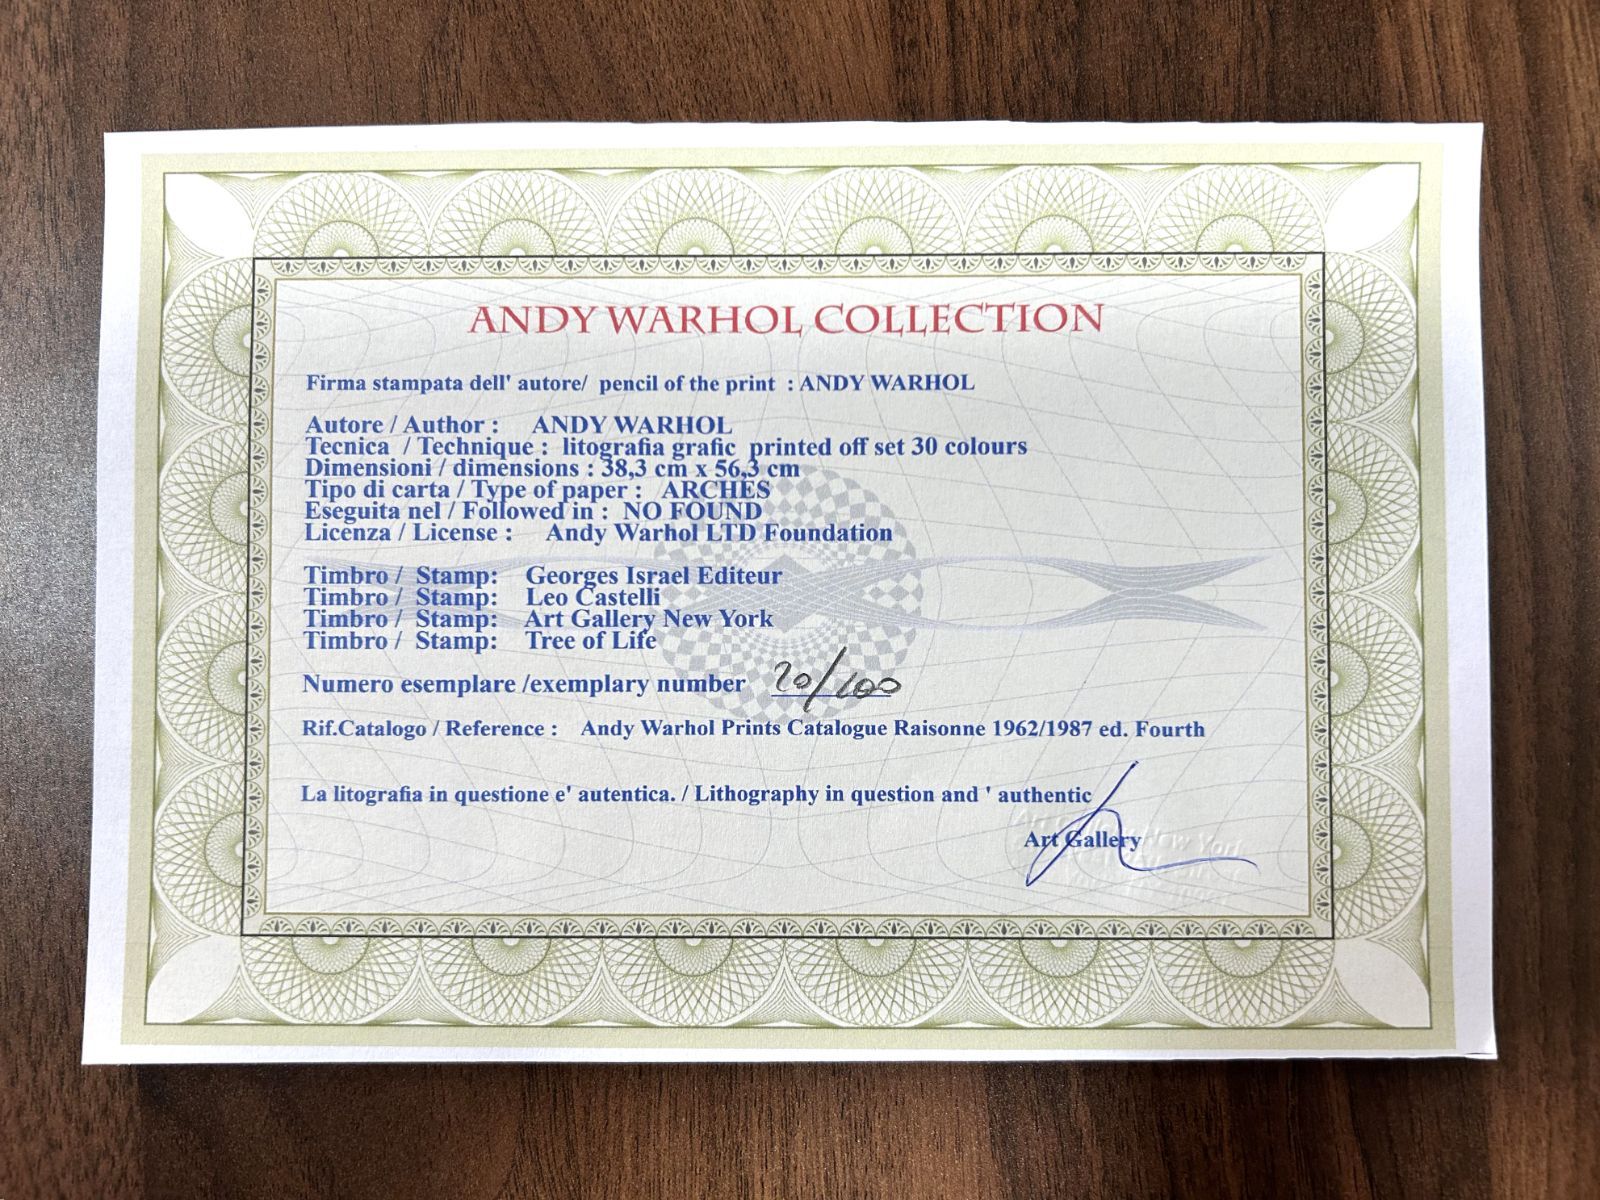 ANDY WARHOL COLLECTION
Firma stampata dell' autore/ pencil of the print : ANDY WARHOL
Autore / Author : ANDY WARHOL
Tecnica / Technique : litografia grafic printed off set 30 colours
Dimensioni / dimensions : 38,3 cm x 56,3 cm
Tipo di carta / Type of paper : ARCHES
Eseguita nel / Followed in : NO FOUND
Licenza / License : Andy Warhol LTD Foundation
Timbro / Stamp: Georges Israel Editeur
Timbro / Stamp: Leo Castelli
Timbro / Stamp: Art Gallery New York
Timbro / Stamp: Tree of Life
Numero esemplare /exemplary number 20/100
Rif.Catalogo / Reference : Andy Warhol Prints Catalogue Raisonne 1962/1987 ed. Fourth
La litografia in questione e' autentica. / Lithography in question and ' authentic
Art Gallery